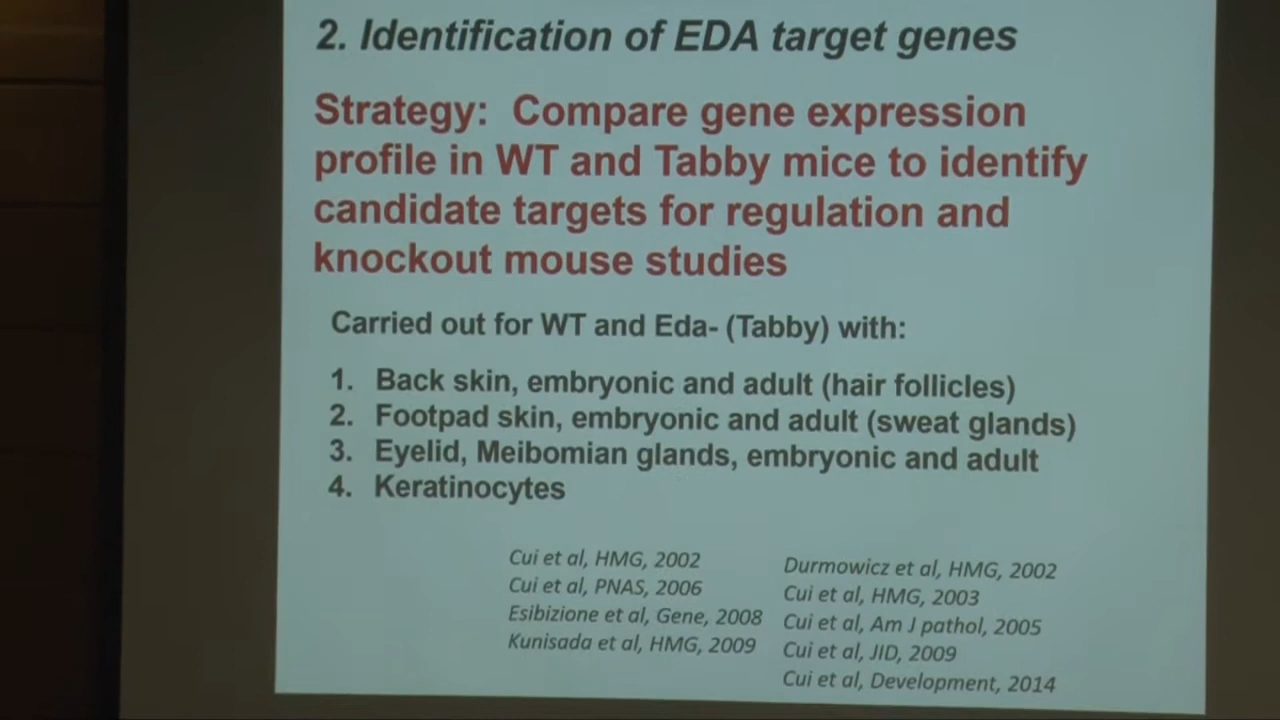 2. Identification of EDA target genes
Strategy: Compare gene expression
profile in WT and Tabby mice to identify
candidate targets for regulation and
knockout mouse studies
Carried out for WT and Eda- (Tabby) with:
1. Back skin, embryonic and adult (hair follicles)
2. Footpad skin, embryonic and adult (sweat glands)
3. Eyelid, Meibomian glands, embryonic and adult
4. Keratinocytes
Cui et al, HMG, 2002
Cui et al, PNAS, 2006
Esibizione et al, Gene, 2008
Kunisada et al, HMG, 2009
Durmowicz et al, HMG, 2002
Cui et al, HMG, 2003
Cui et al, Am J pathol, 2005
Cui et al, JID, 2009
Cui et al, Development, 2014